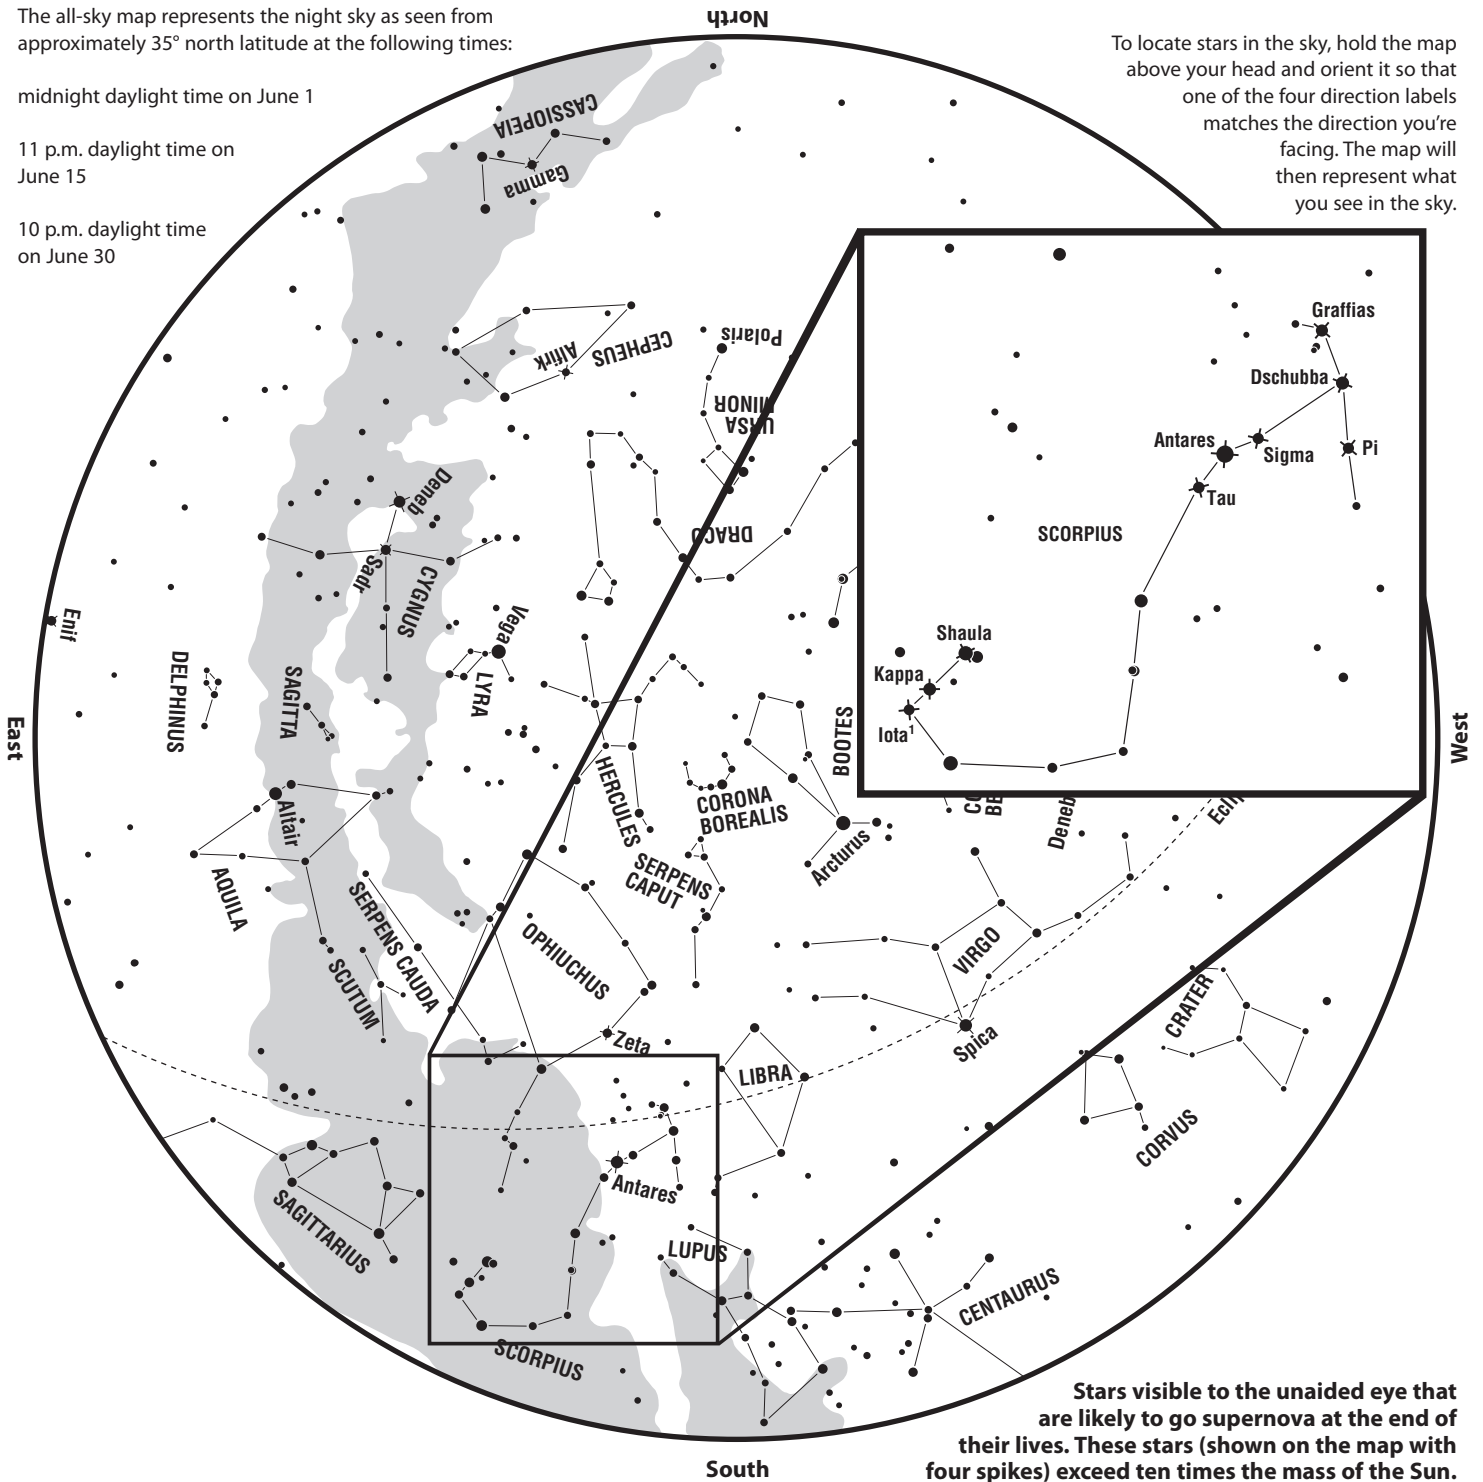 The all-sky map represents the night sky as seen from
approximately 35° north latitude at the following times:
midnight daylight time on June 1
11 p.m. daylight time on
June 15
10 p.m. daylight time
on June 30
North
To locate stars in the sky, hold the map
above your head and orient it so that
one of the four direction labels
matches the direction you're
facing. The map will
then represent what
you see in the sky.
CASSIOPEIA
Gamma
CEPHEUS
Alfirk
Polaris
URSA
MINOR
DRACO
Deneb
Sadr
CYGNUS
Vega
LYRA
Enif
DELPHINUS
SAGITTA
East
West
Graffias
Dschubba
Antares
Sigma
Pi
Tau
SCORPIUS
Shaula
Kappa
Iota¹
HERCULES
CORONA
BOREALIS
BOOTES
Arcturus
SERPENS
CAPUT
Altair
AQUILA
SERPENS CAUDA
SCUTUM
OPHIUCHUS
Zeta
LIBRA
VIRGO
Spica
CO
BE
Deneb
Eclip
CRATER
CORVUS
SAGITTARIUS
Antares
SCORPIUS
LUPUS
CENTAURUS
South
Stars visible to the unaided eye that
are likely to go supernova at the end of
their lives. These stars (shown on the map with
four spikes) exceed ten times the mass of the Sun.